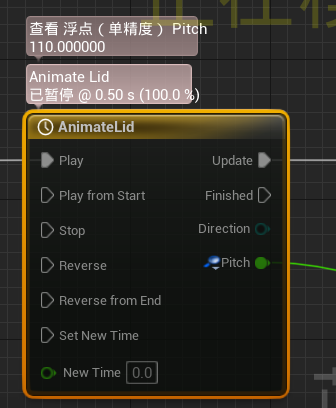 查看 浮点（单精度） Pitch
110.000000
Animate Lid
已暂停 @ 0.50 s (100.0 %)
AnimateLid
Play
Update
Play from Start
Finished
Stop
Direction
Reverse
Pitch
Reverse from End
Set New Time
New Time 0.0